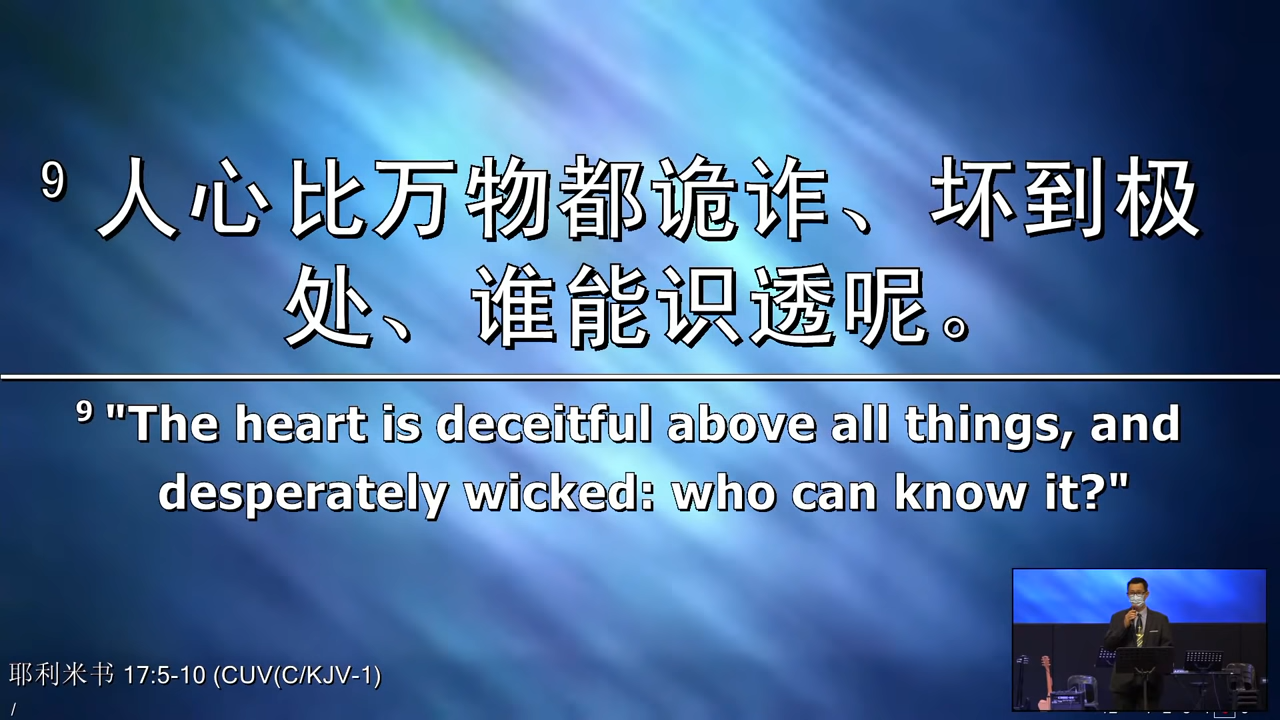 9 人心比万物都诡诈、坏到极
处、谁能识透呢。
9 "The heart is deceitful above all things, and
desperately wicked: who can know it?"
耶利米书 17:5-10 (CUV(C/KJV-1)
/